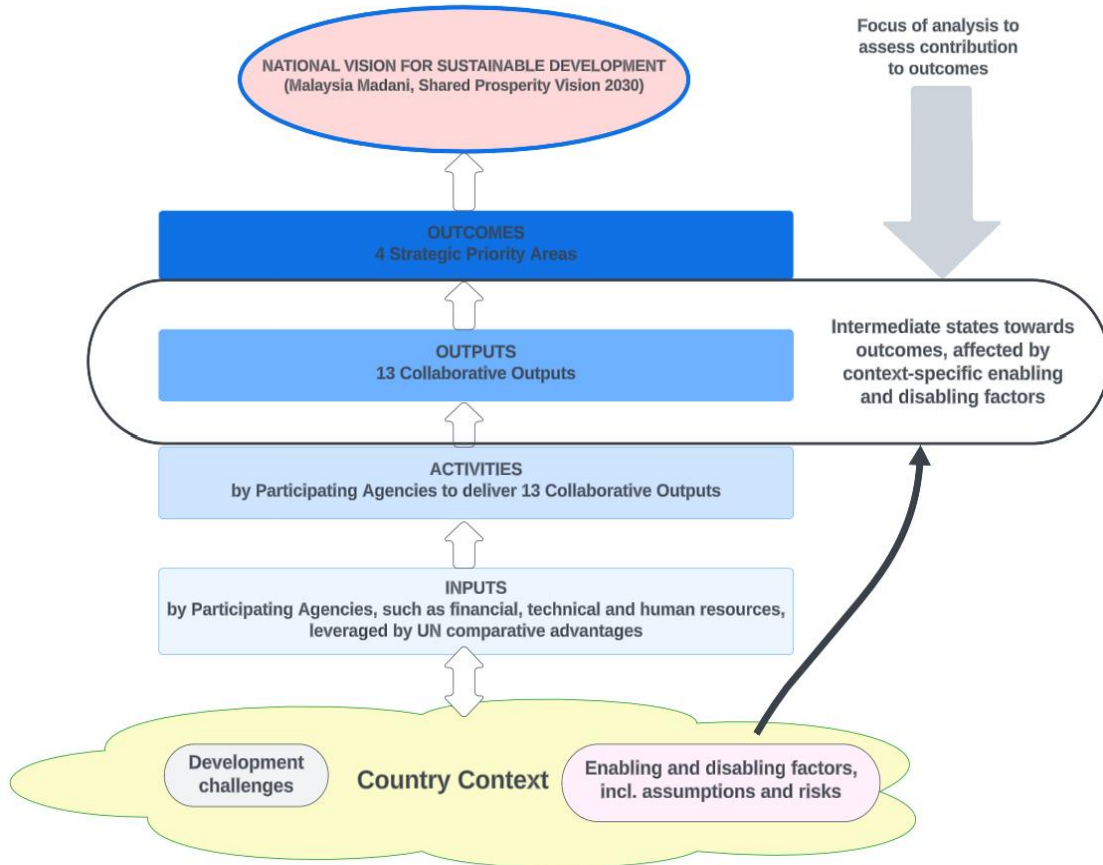 Focus of analysis to
assess contribution
to outcomes
NATIONAL VISION FOR SUSTAINABLE DEVELOPMENT
(Malaysia Madani, Shared Prosperity Vision 2030)
OUTCOMES
4 Strategic Priority Areas
OUTPUTS
13 Collaborative Outputs
Intermediate states towards
outcomes, affected by
context-specific enabling
and disabling factors
ACTIVITIES
by Participating Agencies to deliver 13 Collaborative Outputs
INPUTS
by Participating Agencies, such as financial, technical and human resources,
leveraged by UN comparative advantages
Development
challenges
Country Context
Enabling and disabling factors,
incl. assumptions and risks